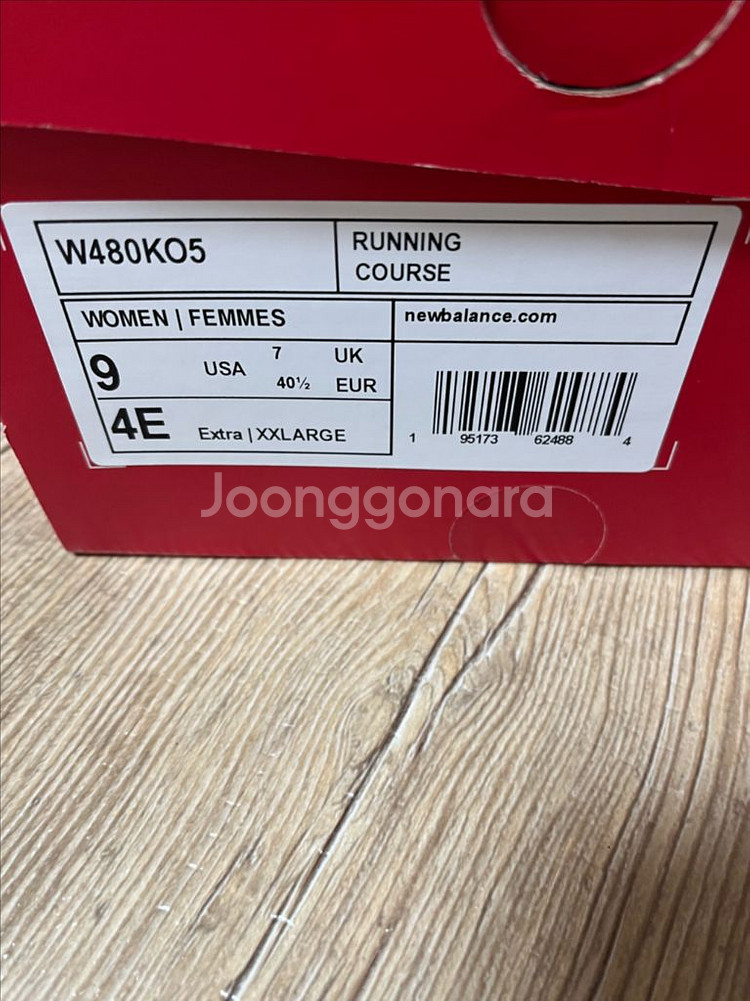 W480KO5
RUNNING
COURSE
WOMEN | FEMMES
newbalance.com
9 USA 7 UK
40½ EUR
4E Extra | XXLARGE
1 95173 62488 4
Joonggonara